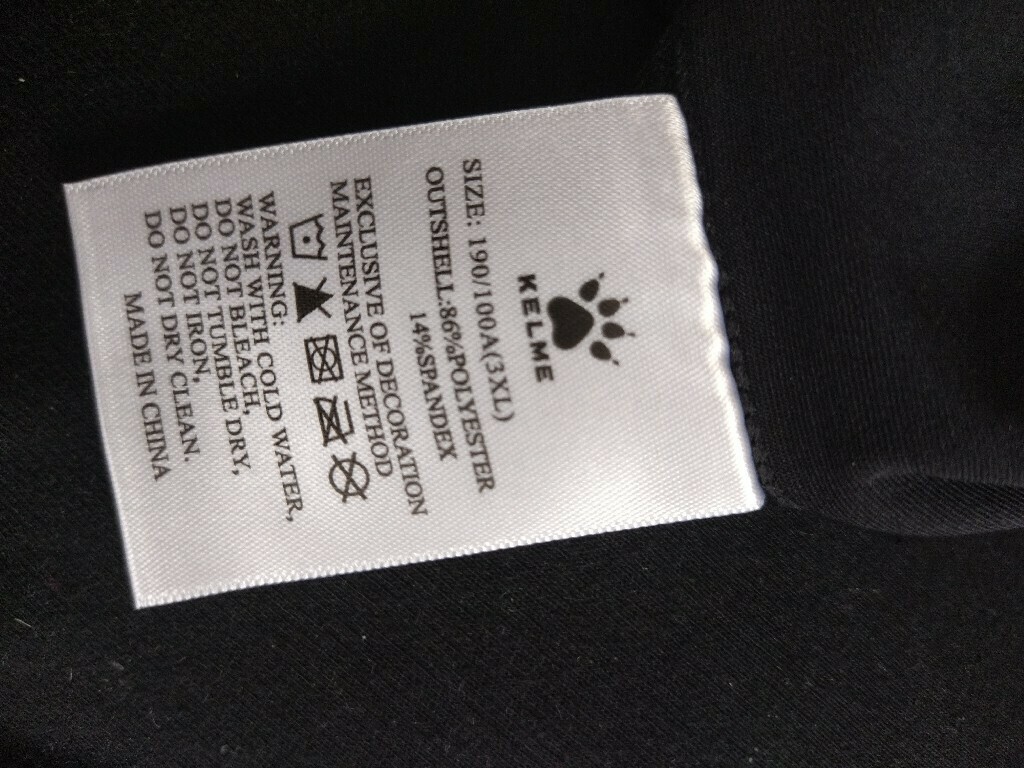 KELME
SIZE: 190/100A(3XL)
OUTSHELL:86%POLYESTER
14%SPANDEX
EXCLUSIVE OF DECORATION
MAINTENANCE METHOD
WARNING:
WASH WITH COLD WATER,
DO NOT BLEACH,
DO NOT TUMBLE DRY,
DO NOT IRON,
DO NOT DRY CLEAN.
MADE IN CHINA